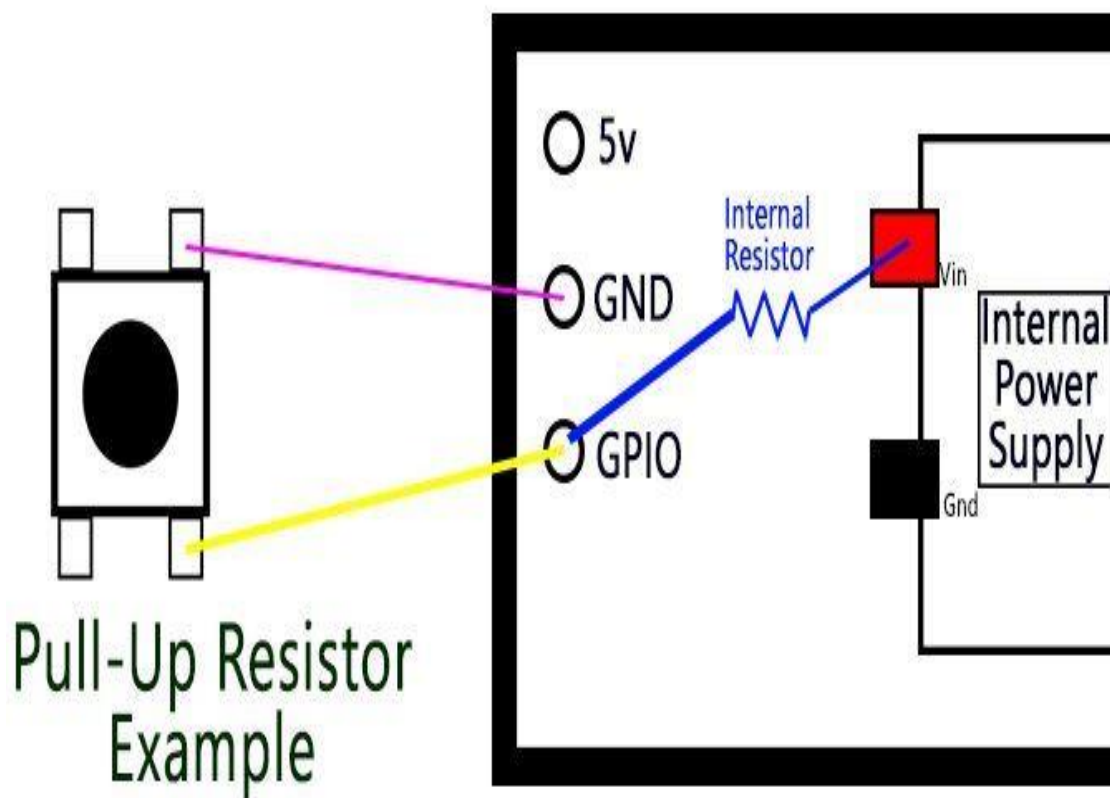 5v
Internal
Resistor
Vin
GND
Internal
Power
Supply
GPIO
Gnd
Pull-Up Resistor
Example